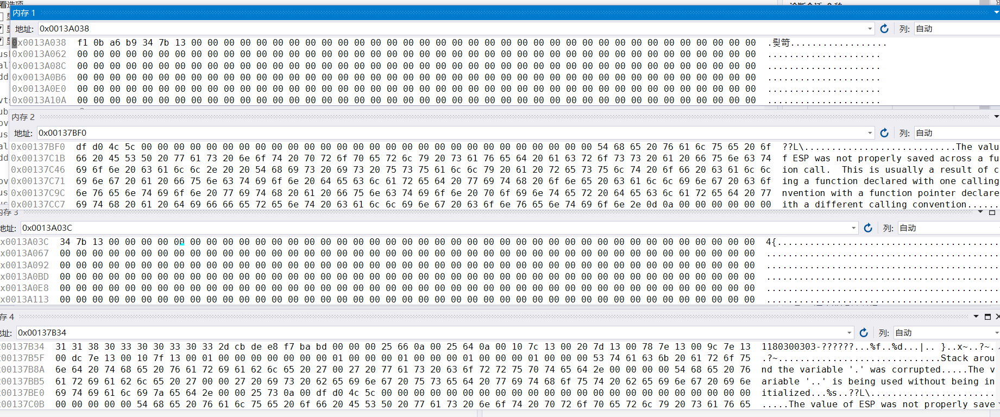 看选项
内存 1
地址: 0x0013A038 列: 自动
0x0013A038 f1 0b a6 b9 34 7b 13 00 00 00 00 00 00 00 00 00 00 00 00 00 00 00 00 00 00 00 00 00 00 00 00 00 00 00 00 00 00 00 00 00 00 00
0x0013A062 00 00 00 00 00 00 00 00 00 00 00 00 00 00 00 00 00 00 00 00 00 00 00 00 00 00 00 00 00 00 00 00 00 00 00 00 00 00 00 00 00 00 .....................
0x0013A08C 00 00 00 00 00 00 00 00 00 00 00 00 00 00 00 00 00 00 00 00 00 00 00 00 00 00 00 00 00 00 00 00 00 00 00 00 00 00 00 00 00 00 .....................
0x0013A0B6 00 00 00 00 00 00 00 00 00 00 00 00 00 00 00 00 00 00 00 00 00 00 00 00 00 00 00 00 00 00 00 00 00 00 00 00 00 00 00 00 00 00 .....................
0x0013A0E0 00 00 00 00 00 00 00 00 00 00 00 00 00 00 00 00 00 00 00 00 00 00 00 00 00 00 00 00 00 00 00 00 00 00 00 00 00 00 00 00 00 00 .....................
0x0013A10A 00 00 00 00 00 00 00 00 00 00 00 00 00 00 00 00 00 00 00 00 00 00 00 00 00 00 00 00 00 00 00 00 00 00 00 00 00 00 00 00 00 00 .....................
内存 2
地址: 0x00137BF0 列: 自动
0x00137BF0 df d0 4c 5c 00 00 00 00 00 00 00 00 00 00 00 00 00 00 00 00 00 00 00 00 00 00 00 00 00 00 00 00 54 68 65 20 76 61 6c 75 65 20 6f ??L\............................The valu
0x00137C1B 66 20 45 53 50 20 77 61 73 20 6e 6f 74 20 70 72 6f 70 65 72 6c 79 20 73 61 76 65 64 20 61 63 72 6f 73 73 20 61 20 66 75 6e 63 74 f ESP was not properly saved across a fu
0x00137C46 69 6f 6e 20 63 61 6c 6c 2e 20 20 54 68 69 73 20 69 73 20 75 73 75 61 6c 6c 79 20 61 20 72 65 73 75 6c 74 20 6f 66 20 63 61 6c 6c ion call.  This is usually a result of c
0x00137C71 69 6e 67 20 61 20 66 75 6e 63 74 69 6f 6e 20 64 65 63 6c 61 72 65 64 20 77 69 74 68 20 6f 6e 65 20 63 61 6c 6c 69 6e 67 20 63 6f ing a function declared with one calling
0x00137C9C 6e 76 65 6e 74 69 6f 6e 20 77 69 74 68 20 61 20 66 75 6e 63 74 69 6f 6e 20 70 6f 69 6e 74 65 72 20 64 65 63 6c 61 72 65 64 20 77 nvention with a function pointer declare
0x00137CC7 69 74 68 20 61 20 64 69 66 66 65 72 65 6e 74 20 63 61 6c 6c 69 6e 67 20 63 6f 6e 76 65 6e 74 69 6f 6e 2e 0d 0a 00 00 00 00 00 00 ith a different calling convention.......
内存 3
地址: 0x0013A03C 列: 自动
x0013A03C 34 7b 13 00 00 00 00 00 00 00 00 00 00 00 00 00 00 00 00 00 00 00 00 00 00 00 00 00 00 00 00 00 00 00 00 00 00 00 00 00 00 00 00 4{.........................................
x0013A067 00 00 00 00 00 00 00 00 00 00 00 00 00 00 00 00 00 00 00 00 00 00 00 00 00 00 00 00 00 00 00 00 00 00 00 00 00 00 00 00 00 00 00 ...........................................
x0013A092 00 00 00 00 00 00 00 00 00 00 00 00 00 00 00 00 00 00 00 00 00 00 00 00 00 00 00 00 00 00 00 00 00 00 00 00 00 00 00 00 00 00 00 ...........................................
x0013A0BD 00 00 00 00 00 00 00 00 00 00 00 00 00 00 00 00 00 00 00 00 00 00 00 00 00 00 00 00 00 00 00 00 00 00 00 00 00 00 00 00 00 00 00 ...........................................
x0013A0E8 00 00 00 00 00 00 00 00 00 00 00 00 00 00 00 00 00 00 00 00 00 00 00 00 00 00 00 00 00 00 00 00 00 00 00 00 00 00 00 00 00 00 00 ...........................................
x0013A113 00 00 00 00 00 00 00 00 00 00 00 00 00 00 00 00 00 00 00 00 00 00 00 00 00 00 00 00 00 00 00 00 00 00 00 00 00 00 00 00 00 00 00 ...........................................
存 4
址: 0x00137B34 列: 自动
00137B34 31 31 38 30 33 30 30 33 30 33 2d cb de e8 f7 ba bd 00 00 00 25 66 0a 00 25 64 0a 00 10 7c 13 00 20 7d 13 00 78 7e 13 00 9c 7e 13 1180300303-??????...%f..%d...|.. }..x~..?~.
00137B5F 00 dc 7e 13 00 10 7f 13 00 01 00 00 00 00 00 00 00 01 00 00 00 01 00 00 00 01 00 00 00 01 00 00 00 53 74 61 63 6b 20 61 72 6f 75 .?~..............................Stack arou
00137B8A 6e 64 20 74 68 65 20 76 61 72 69 61 62 6c 65 20 27 00 27 20 77 61 73 20 63 6f 72 72 75 70 74 65 64 2e 00 00 00 00 54 68 65 20 76 nd the variable '.' was corrupted.....The v
00137BB5 61 72 69 61 62 6c 65 20 27 00 00 27 20 69 73 20 62 65 69 6e 67 20 75 73 65 64 20 77 69 74 68 6f 75 74 20 62 65 69 6e 67 20 69 6e ariable '..' is being used without being in
00137BE0 69 74 69 61 6c 69 7a 65 64 2e 00 00 25 73 0a 00 df d0 4c 5c 00 00 00 00 00 00 00 00 00 00 00 00 00 00 00 00 00 00 00 00 00 00 00 itialized...%s..??L\.......................
00137C0B 00 00 00 00 00 54 68 65 20 76 61 6c 75 65 20 6f 66 20 45 53 50 20 77 61 73 20 6e 6f 74 20 70 72 6f 70 65 72 6c 79 20 73 61 76 65 .....The value of ESP was not properly save